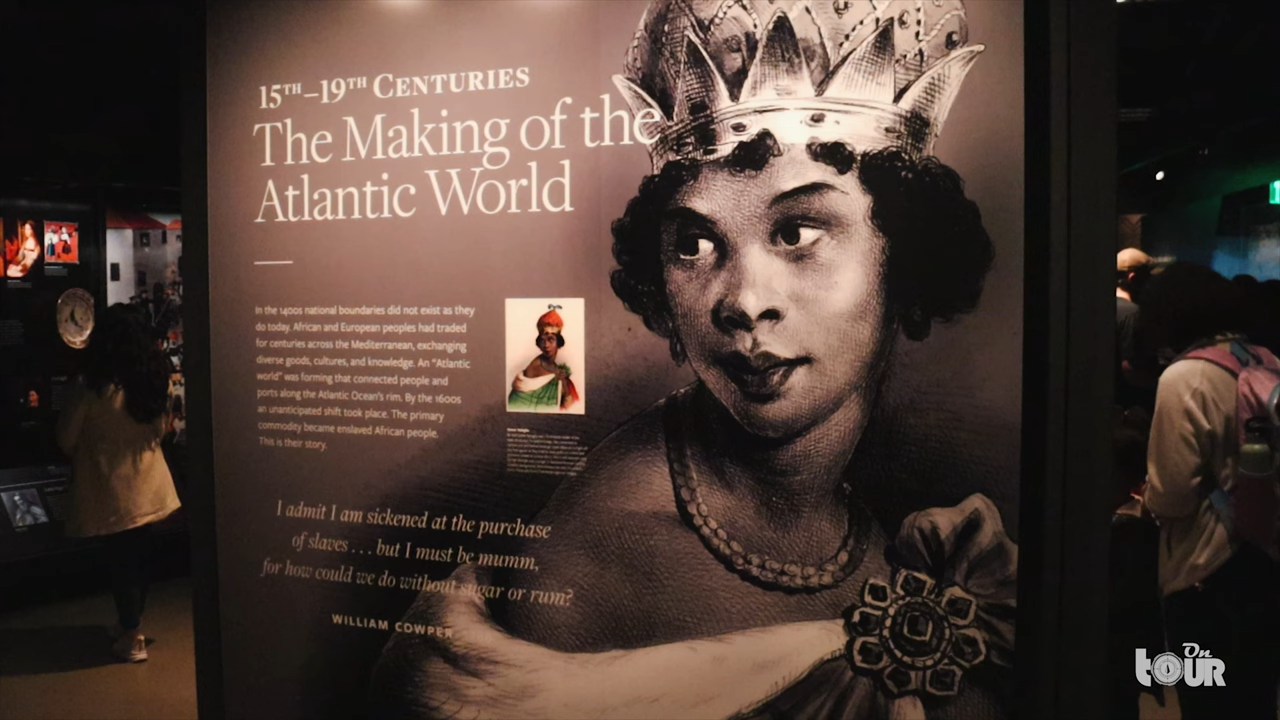 15TH–19TH CENTURIES
The Making of the
Atlantic World
In the 1400s national boundaries did not exist as they
do today. African and European peoples had traded
for centuries across the Mediterranean, exchanging
diverse goods, cultures, and knowledge. An “Atlantic
world” was forming that connected people and
ports along the Atlantic Ocean’s rim. By the 1600s
an unanticipated shift took place. The primary
commodity became enslaved African people.
This is their story.
I admit I am sickened at the purchase
of slaves . . . but I must be mumm,
for how could we do without sugar or rum?
WILLIAM COWPER
On
tOUR